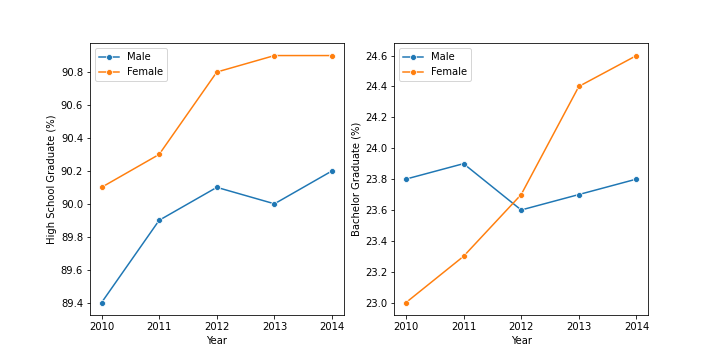 Male
Female
High School Graduate (%)
90.8
90.6
90.4
90.2
90.0
89.8
89.6
89.4
2010 2011 2012 2013 2014
Year
Male
Female
Bachelor Graduate (%)
24.6
24.4
24.2
24.0
23.8
23.6
23.4
23.2
23.0
2010 2011 2012 2013 2014
Year